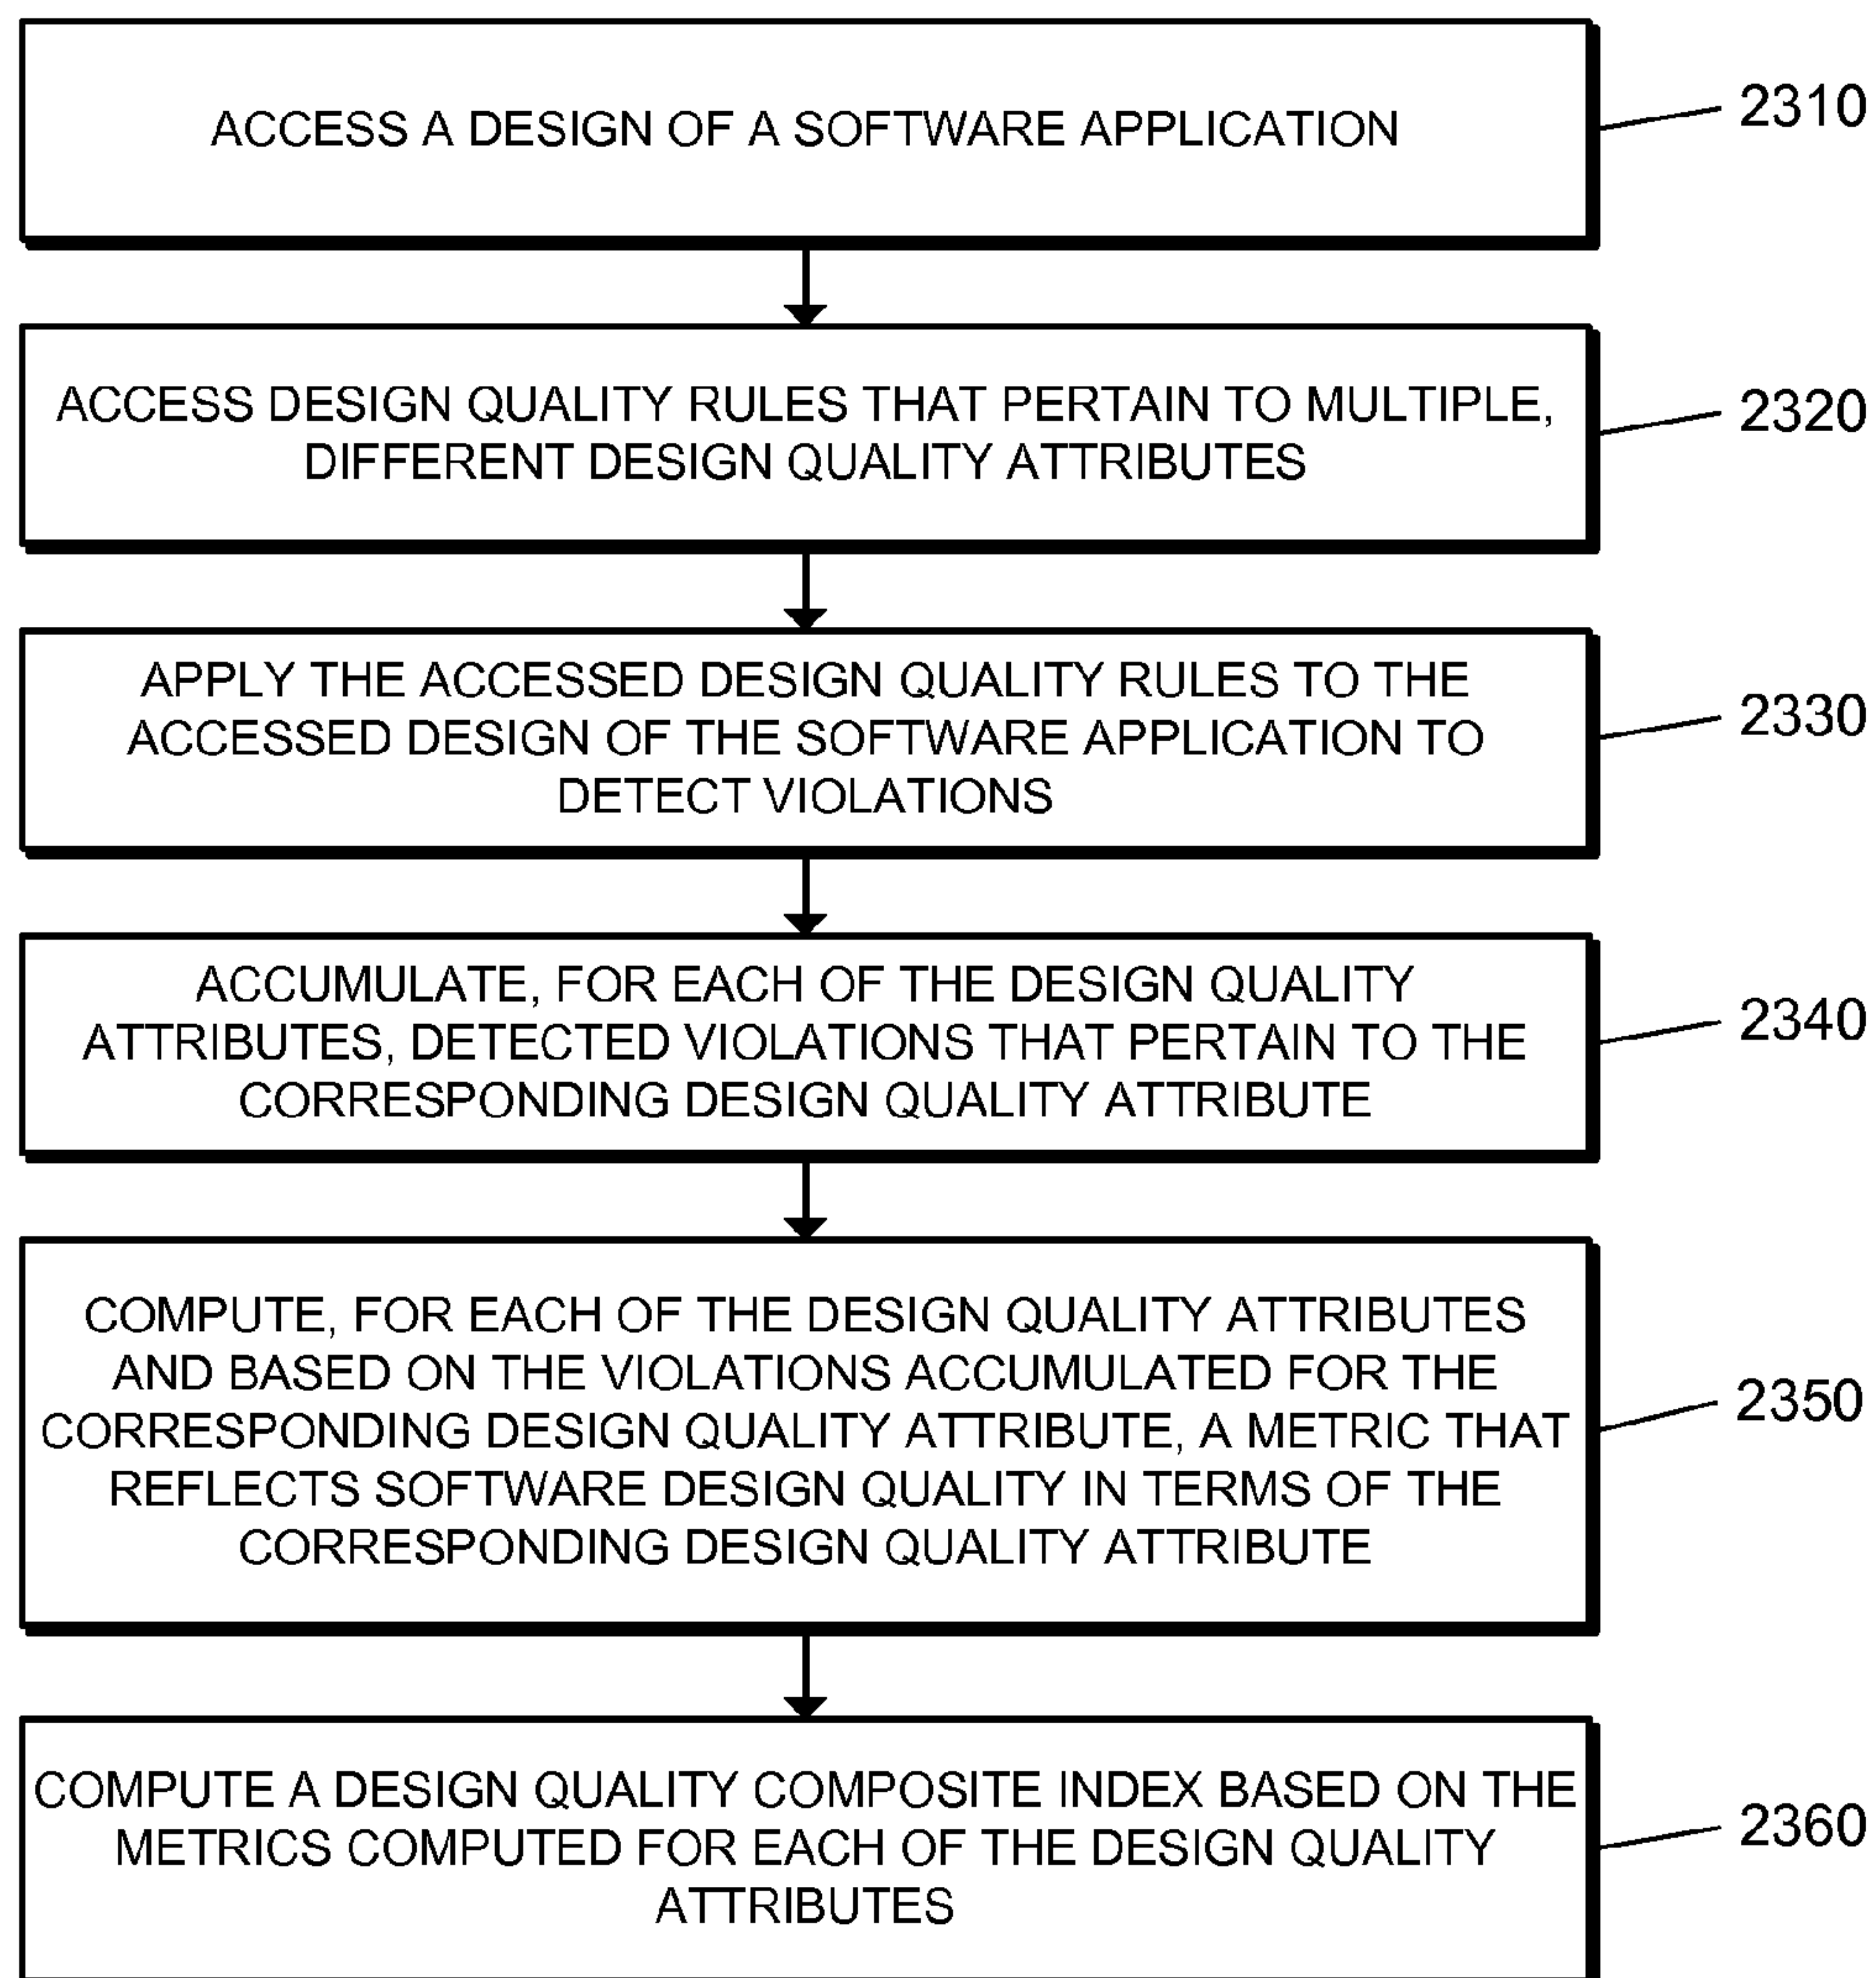 ACCESS A DESIGN OF A SOFTWARE APPLICATION
2310
ACCESS DESIGN QUALITY RULES THAT PERTAIN TO MULTIPLE,
DIFFERENT DESIGN QUALITY ATTRIBUTES
2320
APPLY THE ACCESSED DESIGN QUALITY RULES TO THE
ACCESSED DESIGN OF THE SOFTWARE APPLICATION TO
DETECT VIOLATIONS
2330
ACCUMULATE, FOR EACH OF THE DESIGN QUALITY
ATTRIBUTES, DETECTED VIOLATIONS THAT PERTAIN TO THE
CORRESPONDING DESIGN QUALITY ATTRIBUTE
2340
COMPUTE, FOR EACH OF THE DESIGN QUALITY ATTRIBUTES
AND BASED ON THE VIOLATIONS ACCUMULATED FOR THE
CORRESPONDING DESIGN QUALITY ATTRIBUTE, A METRIC THAT
REFLECTS SOFTWARE DESIGN QUALITY IN TERMS OF THE
CORRESPONDING DESIGN QUALITY ATTRIBUTE
2350
COMPUTE A DESIGN QUALITY COMPOSITE INDEX BASED ON THE
METRICS COMPUTED FOR EACH OF THE DESIGN QUALITY
ATTRIBUTES
2360